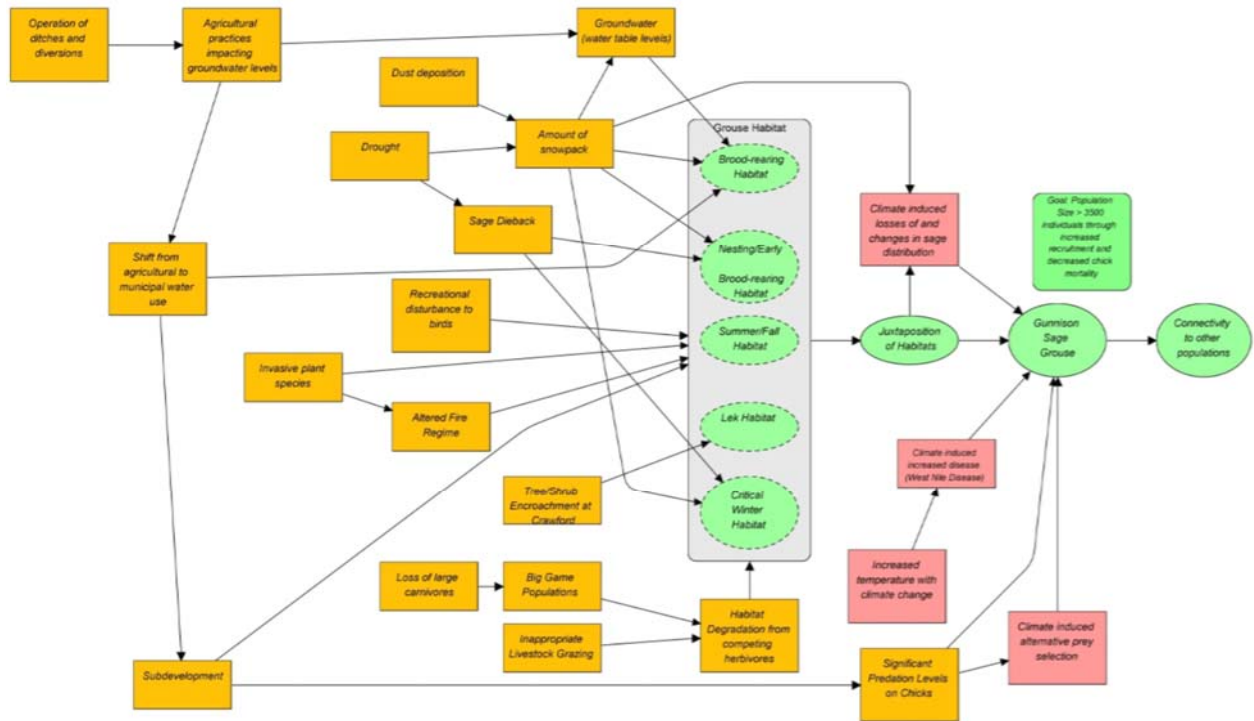 Operation of
ditches and
diversions
Agricultural
practices
impacting
groundwater levels
Groundwater
(water table levels)
Dust deposition
Drought
Amount of
snowpack
Sage Dieback
Shift from
agricultural to
municipal water
use
Recreational
disturbance to
birds
Invasive plant
species
Altered Fire
Regime
Tree/Shrub
Encroachment at
Crawford
Loss of large
carnivores
Big Game
Populations
Inappropriate
Livestock Grazing
Habitat
Degradation from
competing
herbivores
Subdevelopment
Grouse Habitat
Brood-rearing
Habitat
Nesting/Early
Brood-rearing
Habitat
Summer/Fall
Habitat
Lek Habitat
Critical
Winter
Habitat
Climate induced
losses of and
changes in sage
distribution
Goal: Population
Size > 3500
individuals through
increased
recruitment and
decreased chick
mortality
Juxtaposition
of Habitats
Gunnison
Sage
Grouse
Connectivity
to other
populations
Climate induced
increased disease
(West Nile Disease)
Increased
temperature with
climate change
Climate induced
alternative prey
selection
Significant
Predation Levels
on Chicks